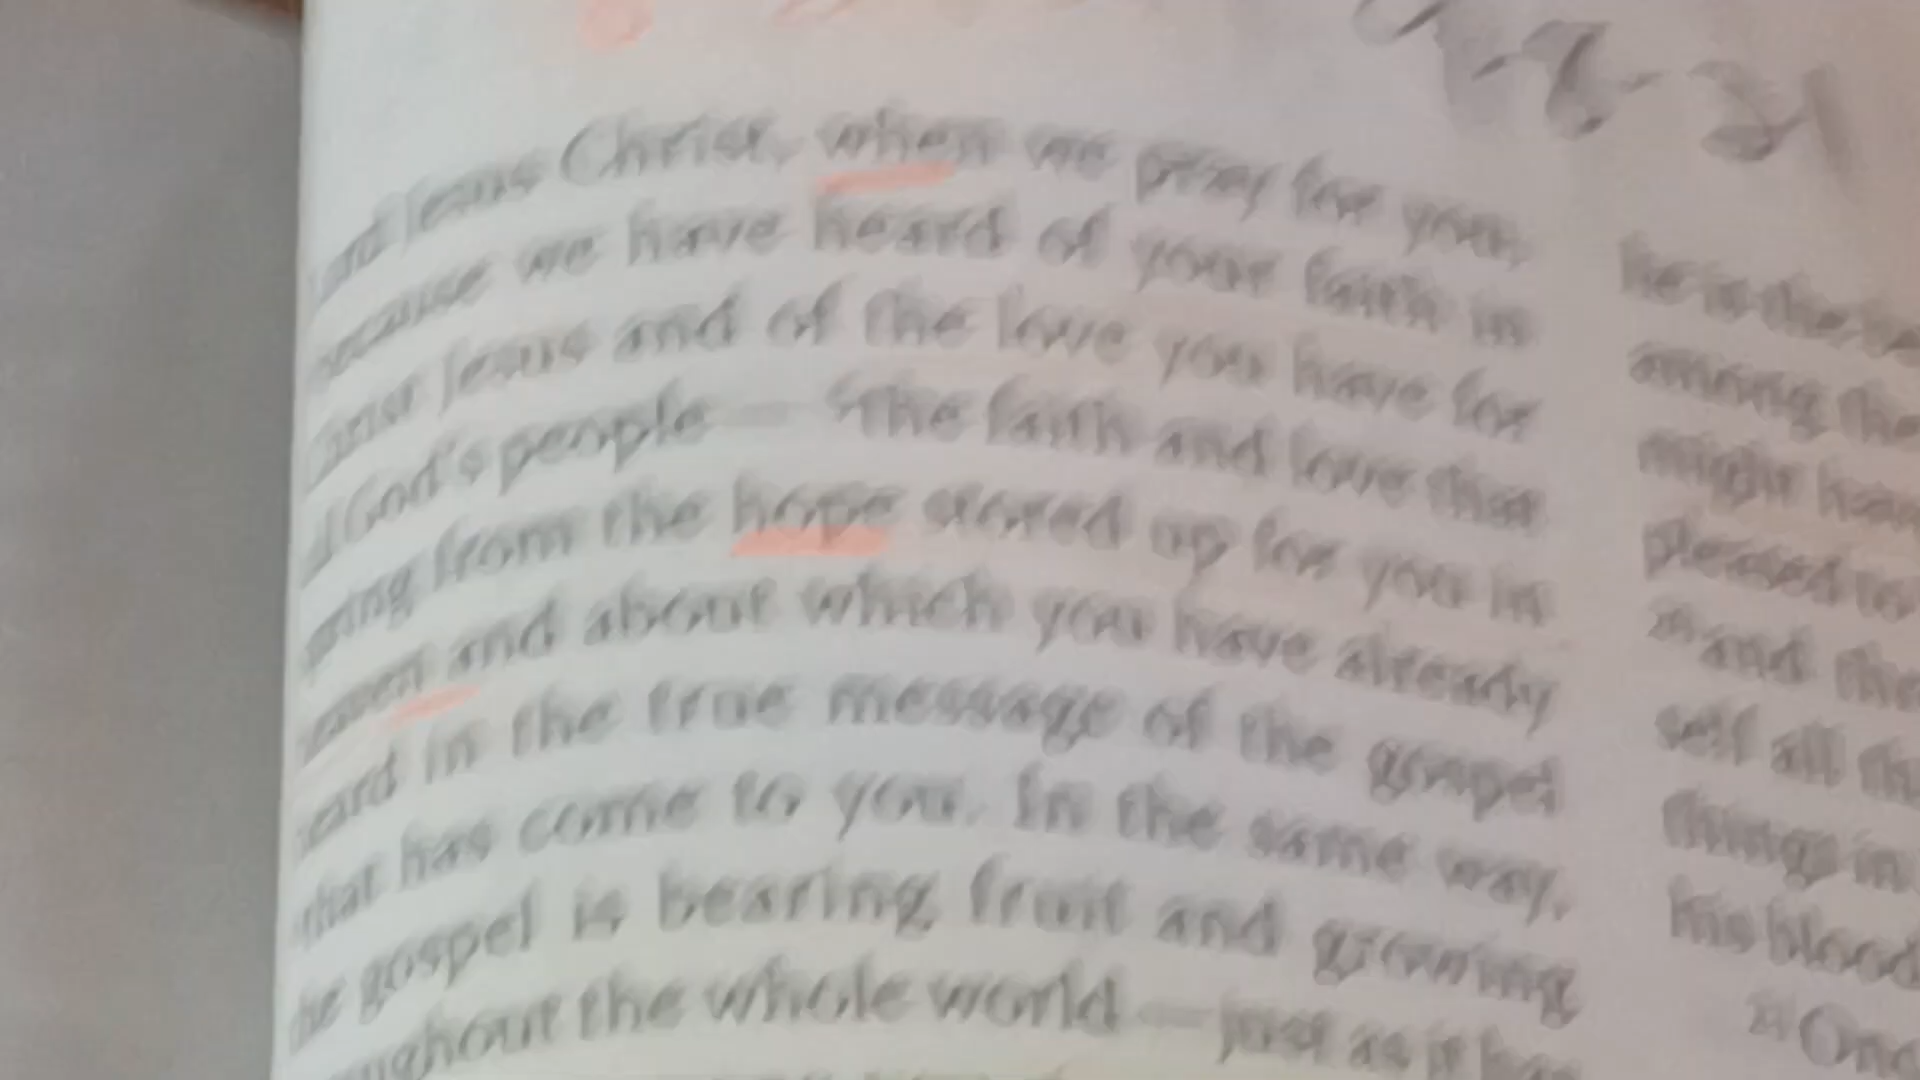 Jesus Christ, when we pray for you,
because we have heard of your faith in
Christ Jesus and of the love you have for
God's people — ⁵the faith and love that
from the hope stored up for you in
and about which you have already
heard in the true message of the gospel
that has come to you. In the same way,
the gospel is bearing fruit and growing
the whole world — just as it has
he is the
among the
might have
pleased to
²⁰and
self all
things in
his blood
²¹